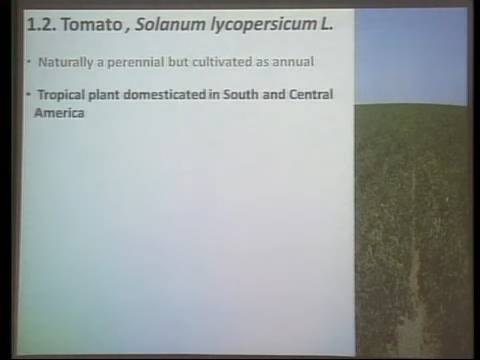 1.2. Tomato, Solanum lycopersicum L.
• Naturally a perennial but cultivated as annual
• Tropical plant domesticated in South and Central
America